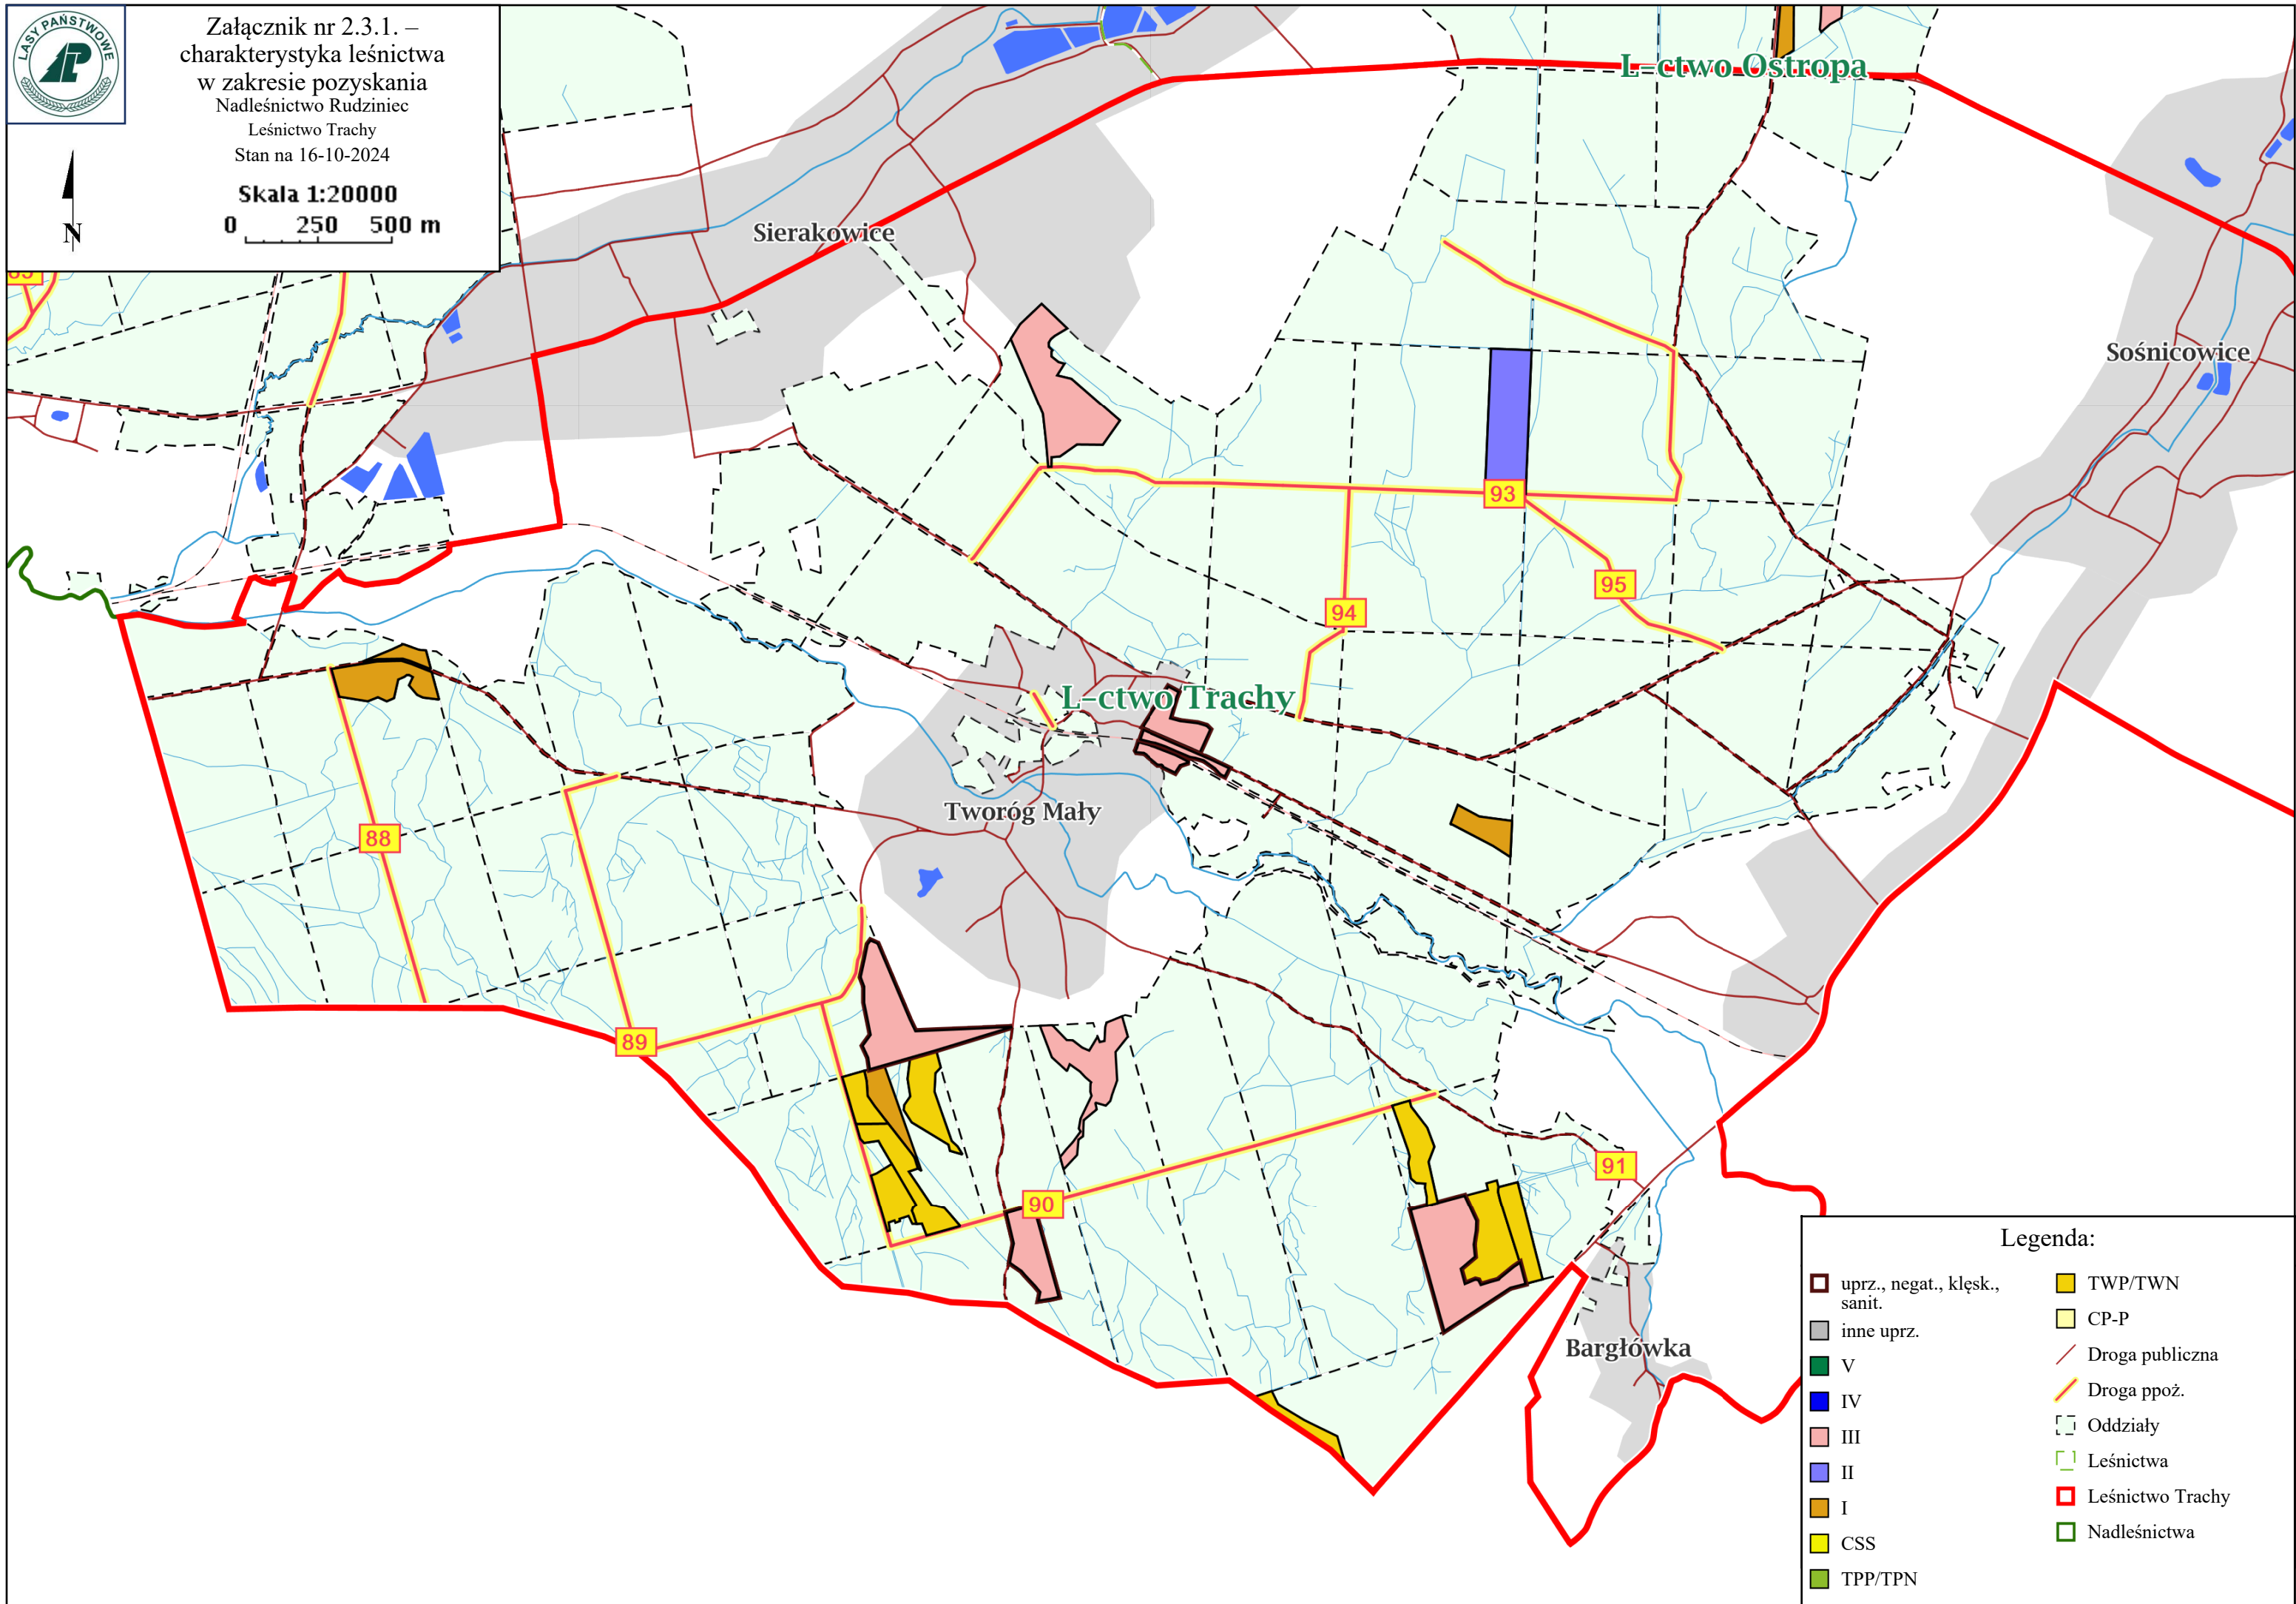 LASY PAŃSTWOWE
Załącznik nr 2.3.1. –
charakterystyka leśnictwa
w zakresie pozyskania
Nadleśnictwo Rudziniec
Leśnictwo Trachy
Stan na 16-10-2024
Skala 1:20000
0 250 500 m
N
L–ctwo Ostropa
Sierakowice
Sośnicowice
93
95
94
L–ctwo Trachy
Tworóg Mały
88
89
91
90
Bargłówka
Legenda:
uprz., negat., klęsk.,
sanit.
inne uprz.
V
IV
III
II
I
CSS
TPP/TPN
TWP/TWN
CP-P
Droga publiczna
Droga ppoż.
Oddziały
Leśnictwa
Leśnictwo Trachy
Nadleśnictwa